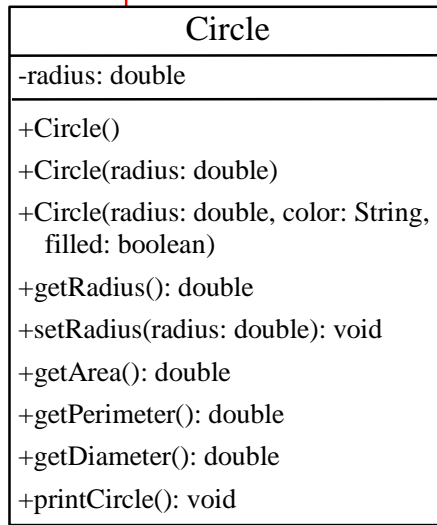 Circle
-radius: double
+Circle()
+Circle(radius: double)
+Circle(radius: double, color: String,
filled: boolean)
+getRadius(): double
+setRadius(radius: double): void
+getArea(): double
+getPerimeter(): double
+getDiameter(): double
+printCircle(): void